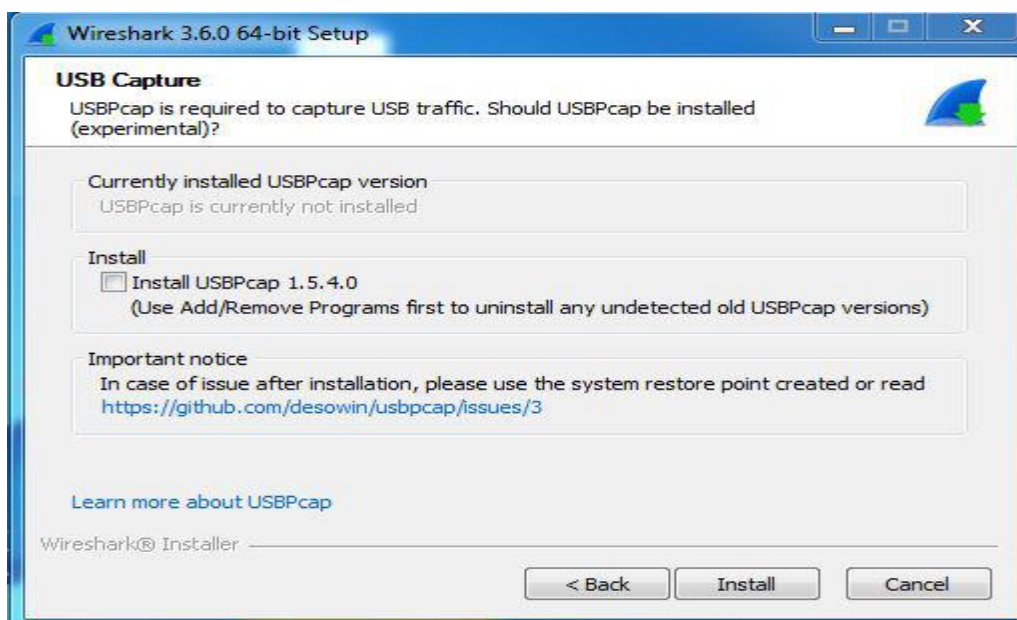 Wireshark 3.6.0 64-bit Setup
USB Capture
USBPcap is required to capture USB traffic. Should USBPcap be installed
(experimental)?
Currently installed USBPcap version
USBPcap is currently not installed
Install
Install USBPcap 1.5.4.0
(Use Add/Remove Programs first to uninstall any undetected old USBPcap versions)
Important notice
In case of issue after installation, please use the system restore point created or read
https://github.com/desowin/usbpcap/issues/3
Learn more about USBPcap
Wireshark® Installer
< Back Install Cancel